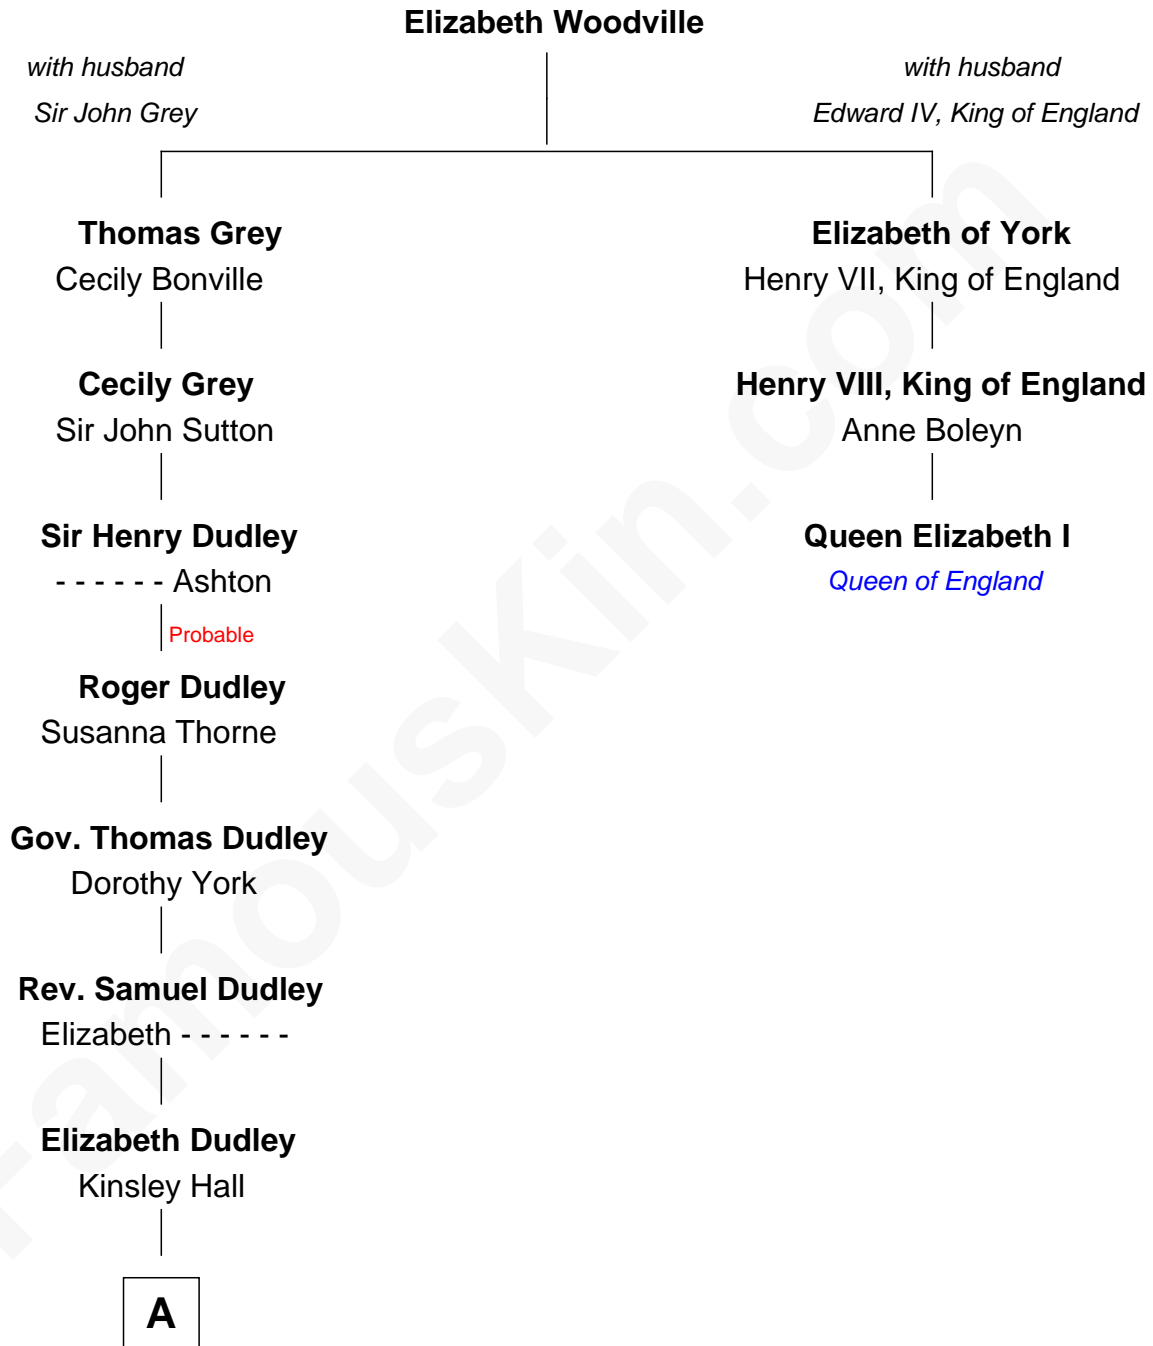 Elizabeth Woodville
with husband
Sir John Grey
with husband
Edward IV, King of England
Thomas Grey
Cecily Bonville
Elizabeth of York
Henry VII, King of England
Cecily Grey
Sir John Sutton
Henry VIII, King of England
Anne Boleyn
Sir Henry Dudley
- - - - - - Ashton
Queen Elizabeth I
Queen of England
Probable
Roger Dudley
Susanna Thorne
Gov. Thomas Dudley
Dorothy York
Rev. Samuel Dudley
Elizabeth - - - - - -
Elizabeth Dudley
Kinsley Hall
A
FamousKin.com